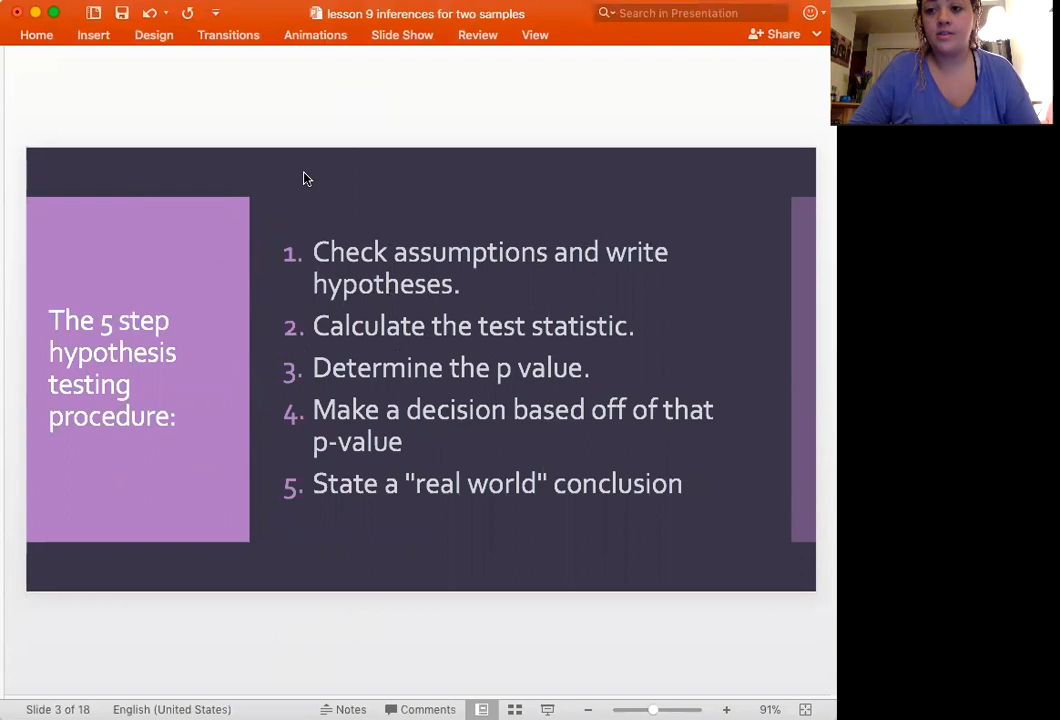 lesson 9 inferences for two samples
Search in Presentation
Home Insert Design Transitions Animations Slide Show Review View Share
The 5 step
hypothesis
testing
procedure:
1. Check assumptions and write
hypotheses.
2. Calculate the test statistic.
3. Determine the p value.
4. Make a decision based off of that
p-value
5. State a "real world" conclusion
Slide 3 of 18 English (United States) Notes Comments 91%